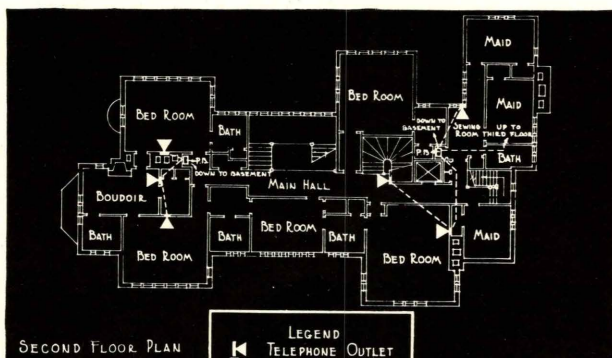 MAID
BED ROOM
BED ROOM
MAID
DOWN TO
BASEMENT
SEWING
ROOM
UP TO
THIRD FLOOR
BATH
P.B.
P.B.
BATH
DOWN TO BASEMENT
MAIN HALL
BOUDOIR
BATH
BED ROOM
BATH
BED ROOM
BATH
BED ROOM
MAID
SECOND FLOOR PLAN
LEGEND
TELEPHONE OUTLET